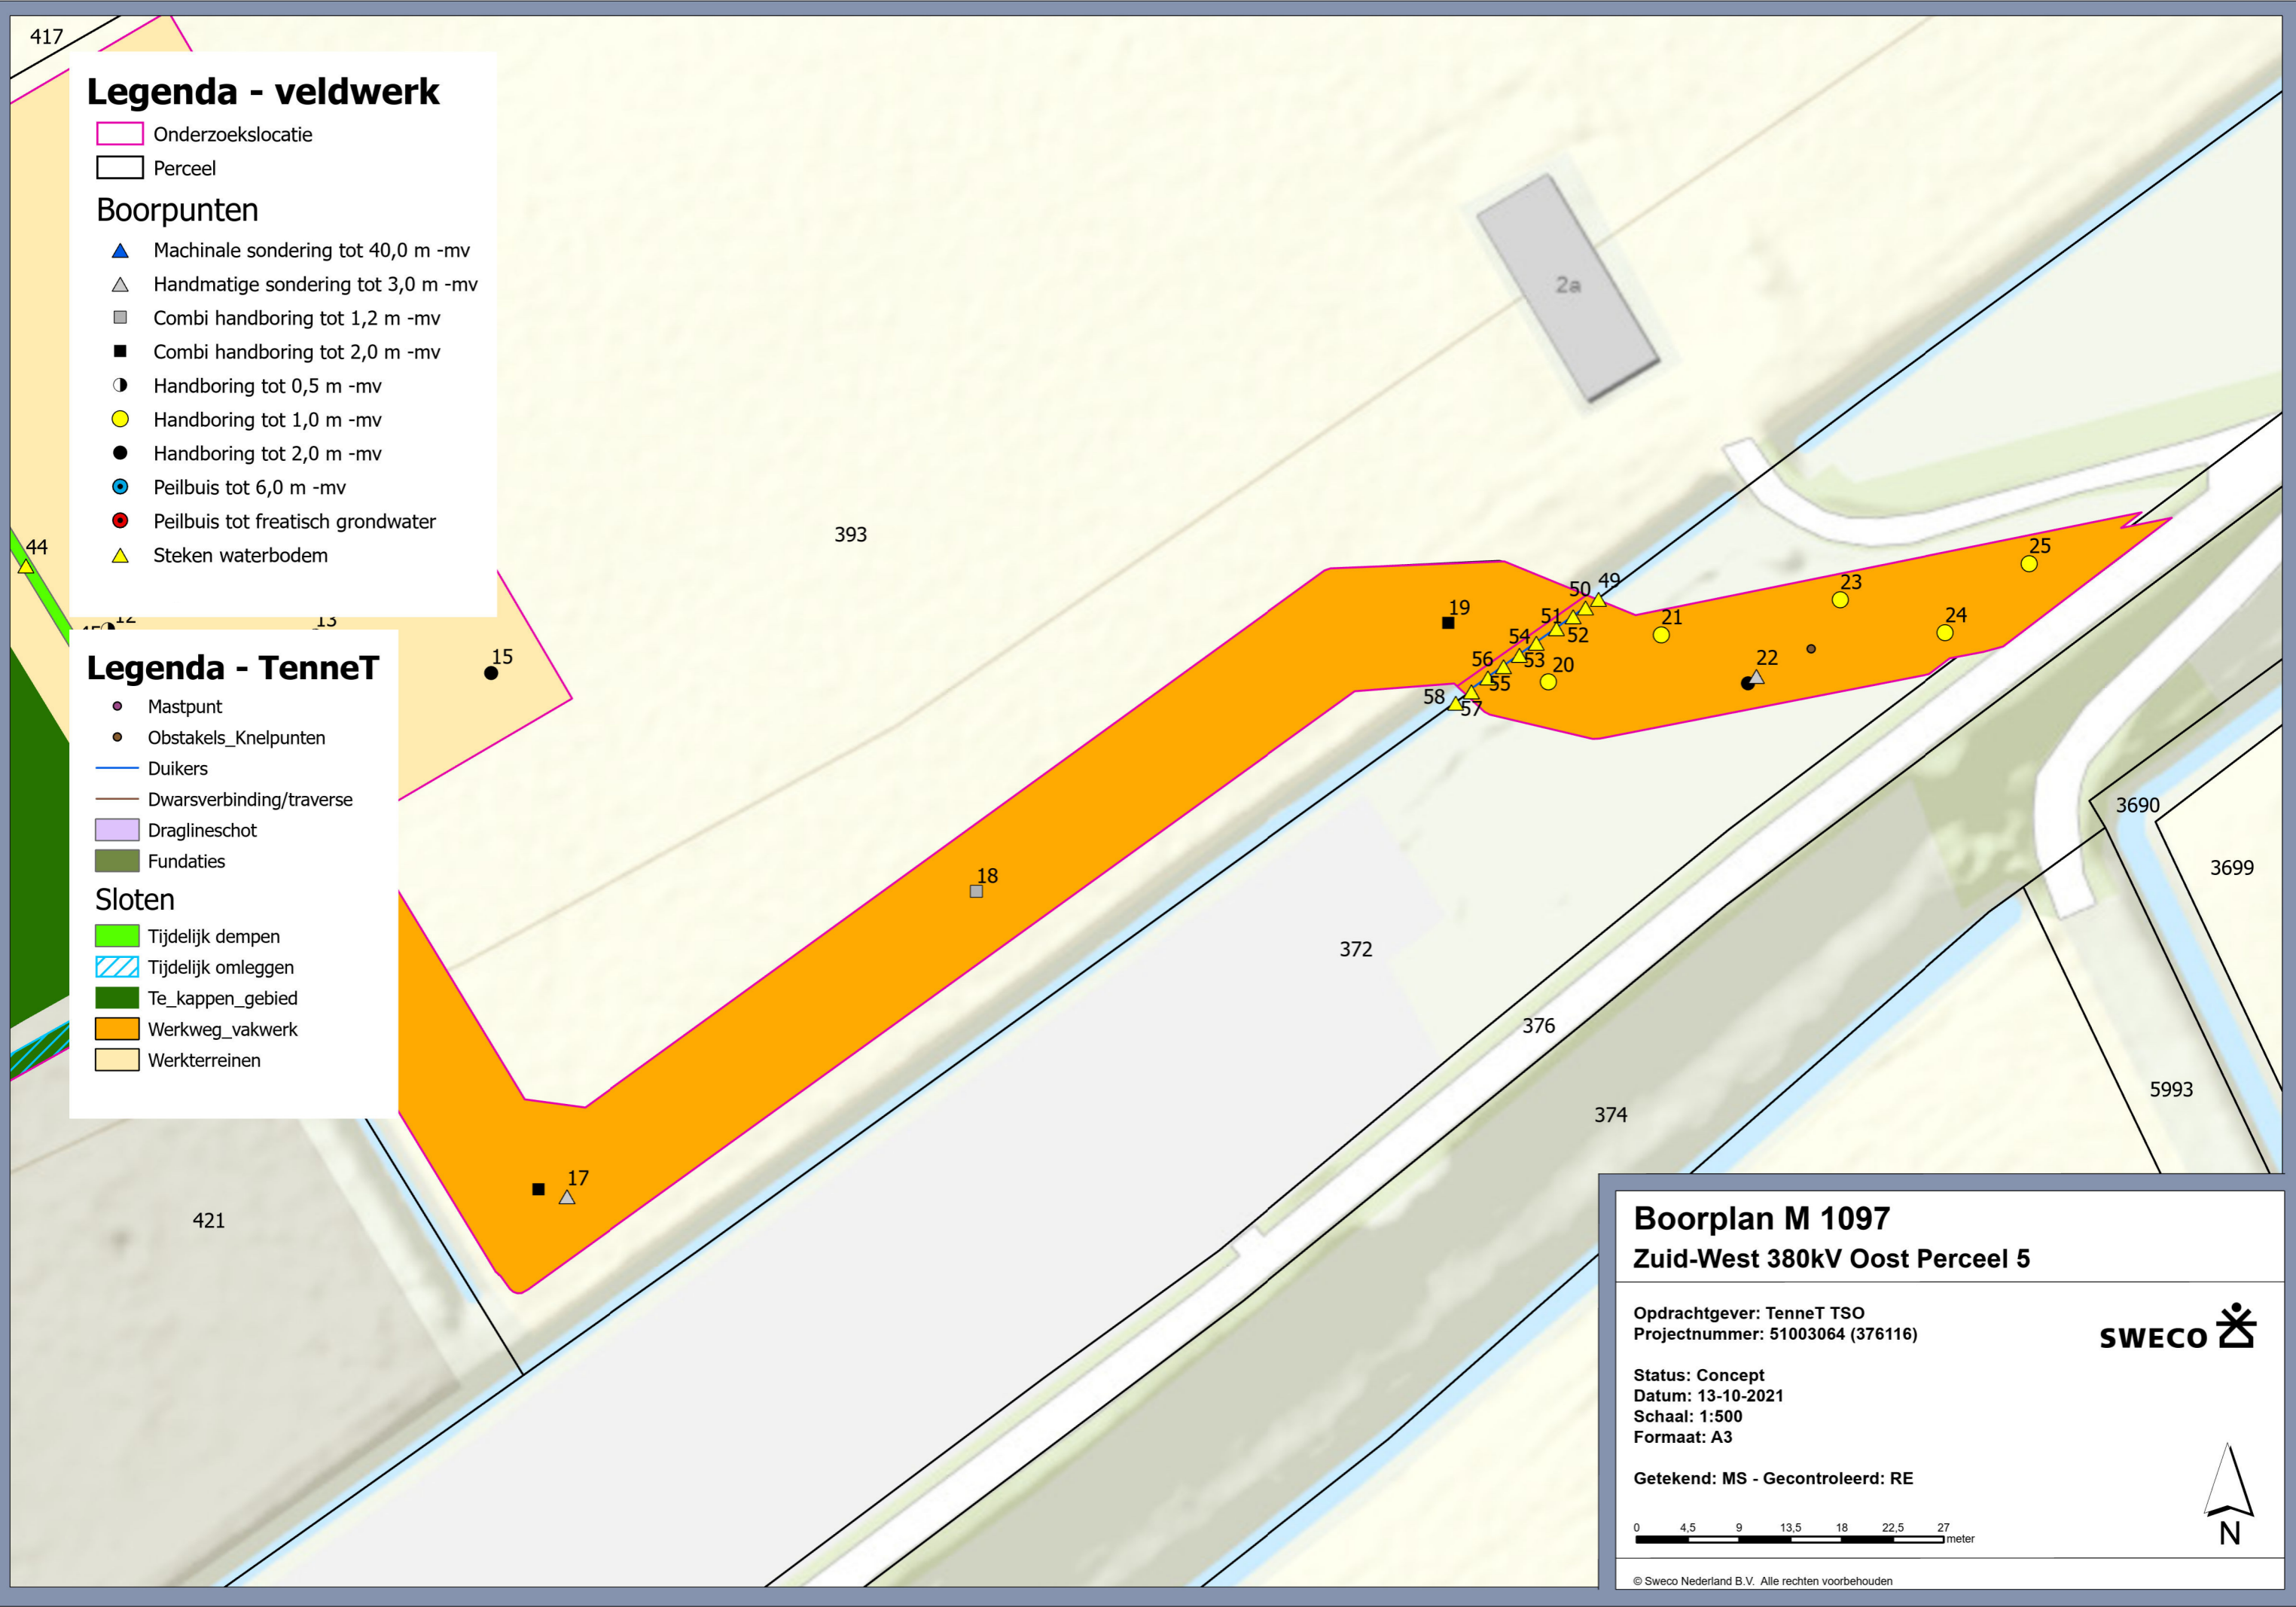 417
Legenda - veldwerk
Onderzoekslocatie
Perceel
Boorpunten
Machinale sondering tot 40,0 m -mv
Handmatige sondering tot 3,0 m -mv
Combi handboring tot 1,2 m -mv
Combi handboring tot 2,0 m -mv
Handboring tot 0,5 m -mv
Handboring tot 1,0 m -mv
Handboring tot 2,0 m -mv
Peilbuis tot 6,0 m -mv
Peilbuis tot freatisch grondwater
Steken waterbodem
44
12
13
15
Legenda - TenneT
Mastpunt
Obstakels_Knelpunten
Duikers
Dwarsverbinding/traverse
Draglineschot
Fundaties
Sloten
Tijdelijk dempen
Tijdelijk omleggen
Te_kappen_gebied
Werkweg_vakwerk
Werkterreinen
2a
393
25
23
49
50
19
51
21
24
52
54
53
20
56
22
55
58
57
3690
3699
18
372
376
5993
374
17
421
Boorplan M 1097
Zuid-West 380kV Oost Perceel 5
Opdrachtgever: TenneT TSO
Projectnummer: 51003064 (376116)
SWECO
Status: Concept
Datum: 13-10-2021
Schaal: 1:500
Formaat: A3
Getekend: MS - Gecontroleerd: RE
0 4,5 9 13,5 18 22,5 27
meter
N
© Sweco Nederland B.V. Alle rechten voorbehouden